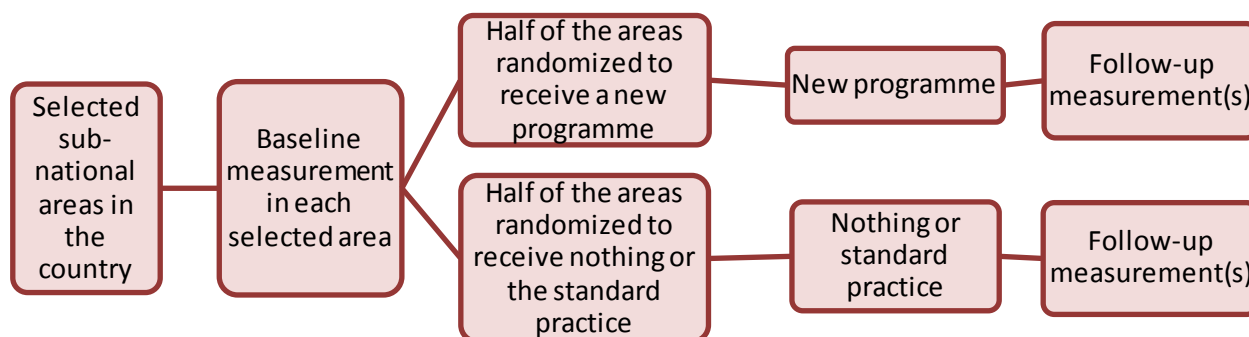 Selected
sub-
national
areas in
the
country
Baseline
measurement
in each
selected area
Half of the areas
randomized to
receive a new
programme
New programme
Follow-up
measurement(s)
Half of the areas
randomized to
receive nothing or
the standard
practice
Nothing or
standard
practice
Follow-up
measurement(s)